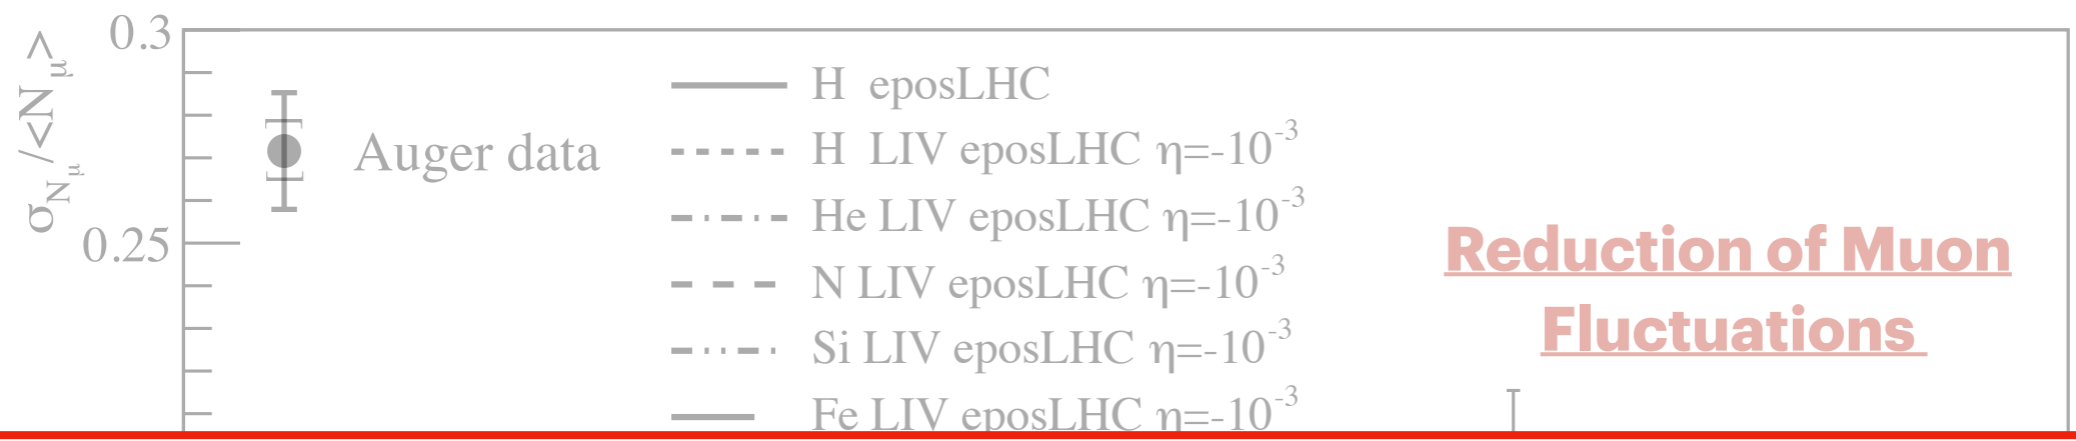 0.3
σNμ/<Nμ>
0.25
Auger data
H eposLHC
H LIV eposLHC η=-10-3
He LIV eposLHC η=-10-3
N LIV eposLHC η=-10-3
Si LIV eposLHC η=-10-3
Fe LIV eposLHC η=-10-3
Reduction of Muon
Fluctuations